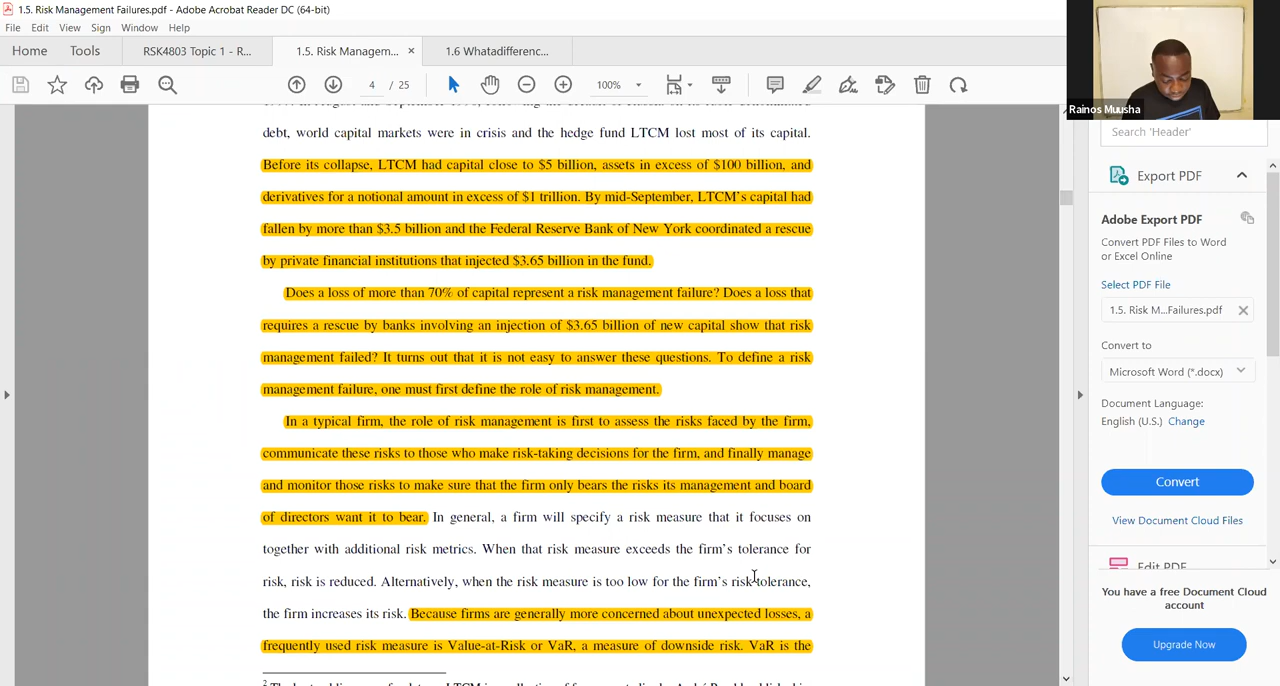 1.5. Risk Management Failures.pdf - Adobe Acrobat Reader DC (64-bit)
File Edit View Sign Window Help
Home Tools RSK4803 Topic 1 - R... 1.5. Risk Managem... × 1.6 Whatadifferenc...
4 / 25 100%
Rainos Muusha
debt, world capital markets were in crisis and the hedge fund LTCM lost most of its capital.
Before its collapse, LTCM had capital close to $5 billion, assets in excess of $100 billion, and
derivatives for a notional amount in excess of $1 trillion. By mid-September, LTCM's capital had
fallen by more than $3.5 billion and the Federal Reserve Bank of New York coordinated a rescue
by private financial institutions that injected $3.65 billion in the fund.
Does a loss of more than 70% of capital represent a risk management failure? Does a loss that
requires a rescue by banks involving an injection of $3.65 billion of new capital show that risk
management failed? It turns out that it is not easy to answer these questions. To define a risk
management failure, one must first define the role of risk management.
In a typical firm, the role of risk management is first to assess the risks faced by the firm,
communicate these risks to those who make risk-taking decisions for the firm, and finally manage
and monitor those risks to make sure that the firm only bears the risks its management and board
of directors want it to bear. In general, a firm will specify a risk measure that it focuses on
together with additional risk metrics. When that risk measure exceeds the firm's tolerance for
risk, risk is reduced. Alternatively, when the risk measure is too low for the firm's risk tolerance,
the firm increases its risk. Because firms are generally more concerned about unexpected losses, a
frequently used risk measure is Value-at-Risk or VaR, a measure of downside risk. VaR is the
Search 'Header'
Export PDF
Adobe Export PDF
Convert PDF Files to Word
or Excel Online
Select PDF File
1.5. Risk M...Failures.pdf
Convert to
Microsoft Word (*.docx)
Document Language:
English (U.S.) Change
Convert
View Document Cloud Files
Edit PDF
You have a free Document Cloud
account
Upgrade Now